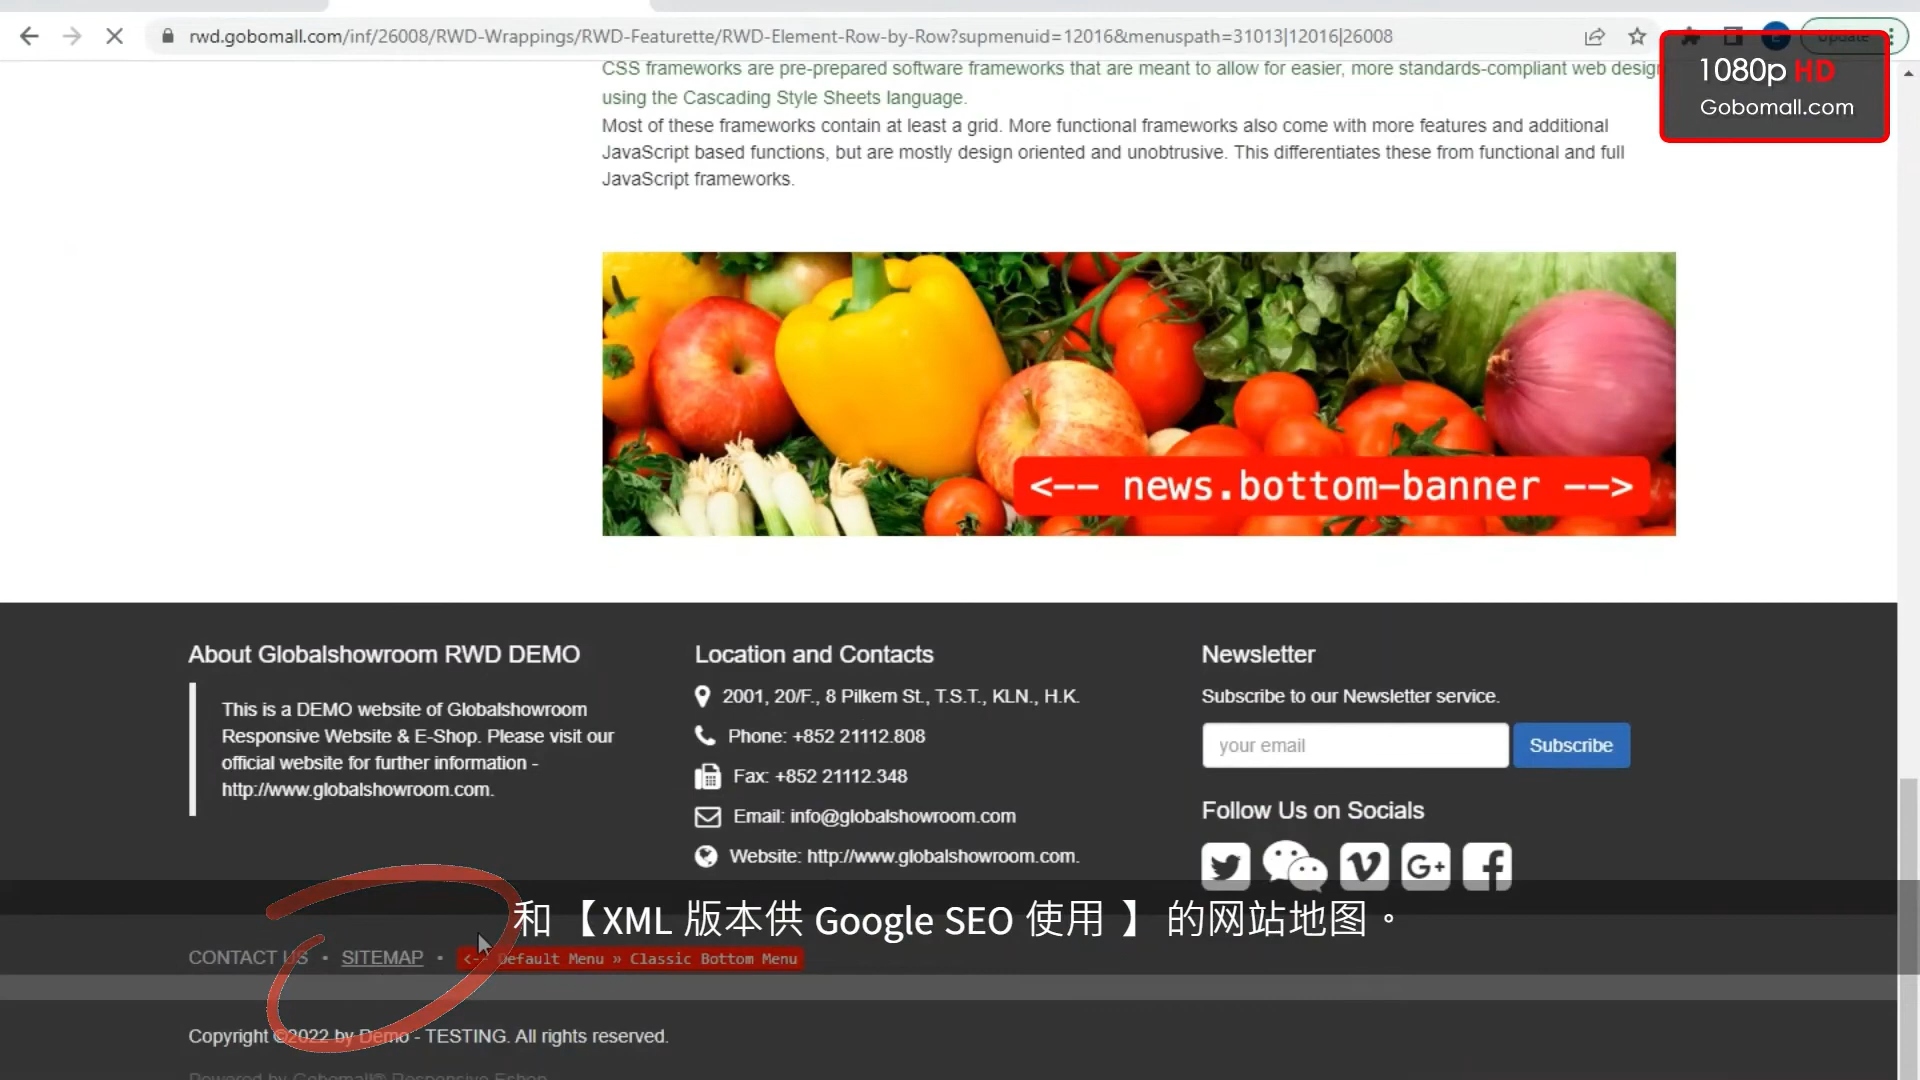 rwd.gobomall.com/inf/26008/RWD-Wrappings/RWD-Featurette/RWD-Element-Row-by-Row?supmenuid=12016&menuspath=31013|12016|26008
Update
1080p HD
Gobomall.com
CSS frameworks are pre-prepared software frameworks that are meant to allow for easier, more standards-compliant web design
using the Cascading Style Sheets language.
Most of these frameworks contain at least a grid. More functional frameworks also come with more features and additional
JavaScript based functions, but are mostly design oriented and unobtrusive. This differentiates these from functional and full
JavaScript frameworks.
<-- news.bottom-banner -->
About Globalshowroom RWD DEMO
This is a DEMO website of Globalshowroom
Responsive Website & E-Shop. Please visit our
official website for further information -
http://www.globalshowroom.com.
Location and Contacts
2001, 20/F., 8 Pilkem St., T.S.T., KLN., H.K.
Phone: +852 21112.808
Fax: +852 21112.348
Email: info@globalshowroom.com
Website: http://www.globalshowroom.com.
Newsletter
Subscribe to our Newsletter service.
your email
Subscribe
Follow Us on Socials
和【XML 版本供 Google SEO 使用 】的网站地图。
CONTACT US • SITEMAP • <-- Default Menu » Classic Bottom Menu
Copyright ©2022 by Demo - TESTING. All rights reserved.
Powered by Gobomall® Responsive Eshop